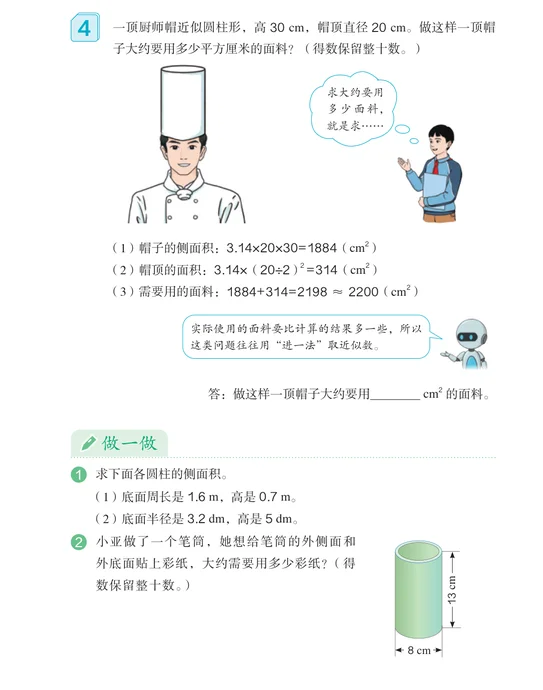 4
一顶厨师帽近似圆柱形，高 30 cm，帽顶直径 20 cm。做这样一顶帽
子大约要用多少平方厘米的面料？（得数保留整十数。）
求大约要用
多少面料，
就是求……
（1）帽子的侧面积：3.14×20×30=1884（cm²）
（2）帽顶的面积：3.14×（20÷2）²=314（cm²）
（3）需要用的面料：1884+314=2198 ≈ 2200（cm²）
实际使用的面料要比计算的结果多一些，所以
这类问题往往用“进一法”取近似数。
答：做这样一顶帽子大约要用________ cm² 的面料。
做一做
1 求下面各圆柱的侧面积。
（1）底面周长是 1.6 m，高是 0.7 m。
（2）底面半径是 3.2 dm，高是 5 dm。
2 小亚做了一个笔筒，她想给笔筒的外侧面和
外底面贴上彩纸，大约需要用多少彩纸？（得
数保留整十数。）
13 cm
8 cm